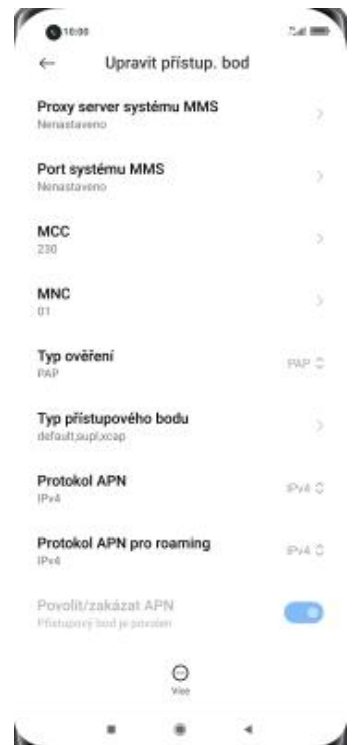 10:00
Upravit přístup. bod
Proxy server systému MMS
Nenastaveno
Port systému MMS
Nenastaveno
MCC
230
MNC
01
Typ ověření
PAP
PAP
Typ přístupového bodu
default,supl,xcap
Protokol APN
IPv4
IPv4
Protokol APN pro roaming
IPv4
IPv4
Povolit/zakázat APN
Přístupový bod je povolen
Více